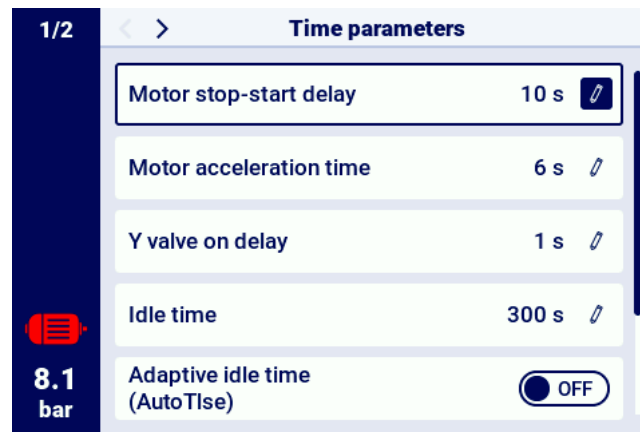 1/2
Time parameters
Motor stop-start delay 10 s
Motor acceleration time 6 s
Y valve on delay 1 s
Idle time 300 s
Adaptive idle time
(AutoTIse)
OFF
8.1
bar